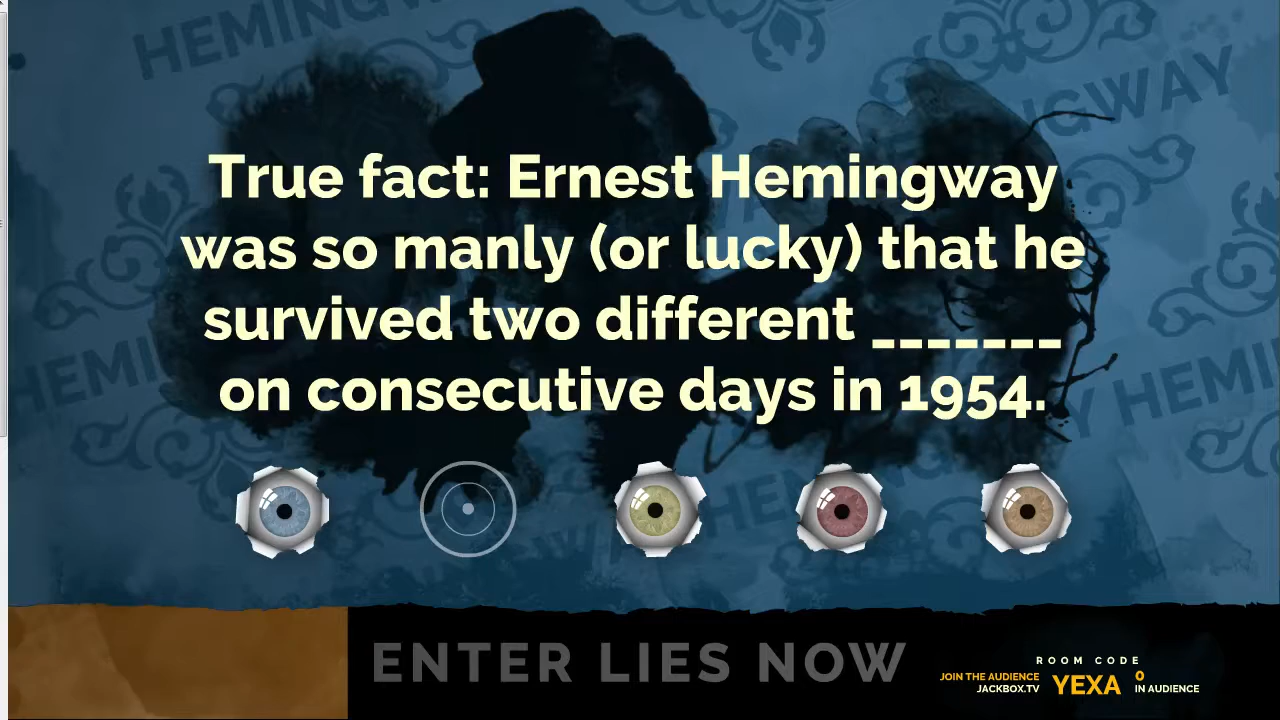 HEMINGWAY
HEMINGWAY
True fact: Ernest Hemingway
was so manly (or lucky) that he
survived two different _______
on consecutive days in 1954.
ENTER LIES NOW
ROOM CODE
JOIN THE AUDIENCE
JACKBOX.TV
YEXA
0
IN AUDIENCE